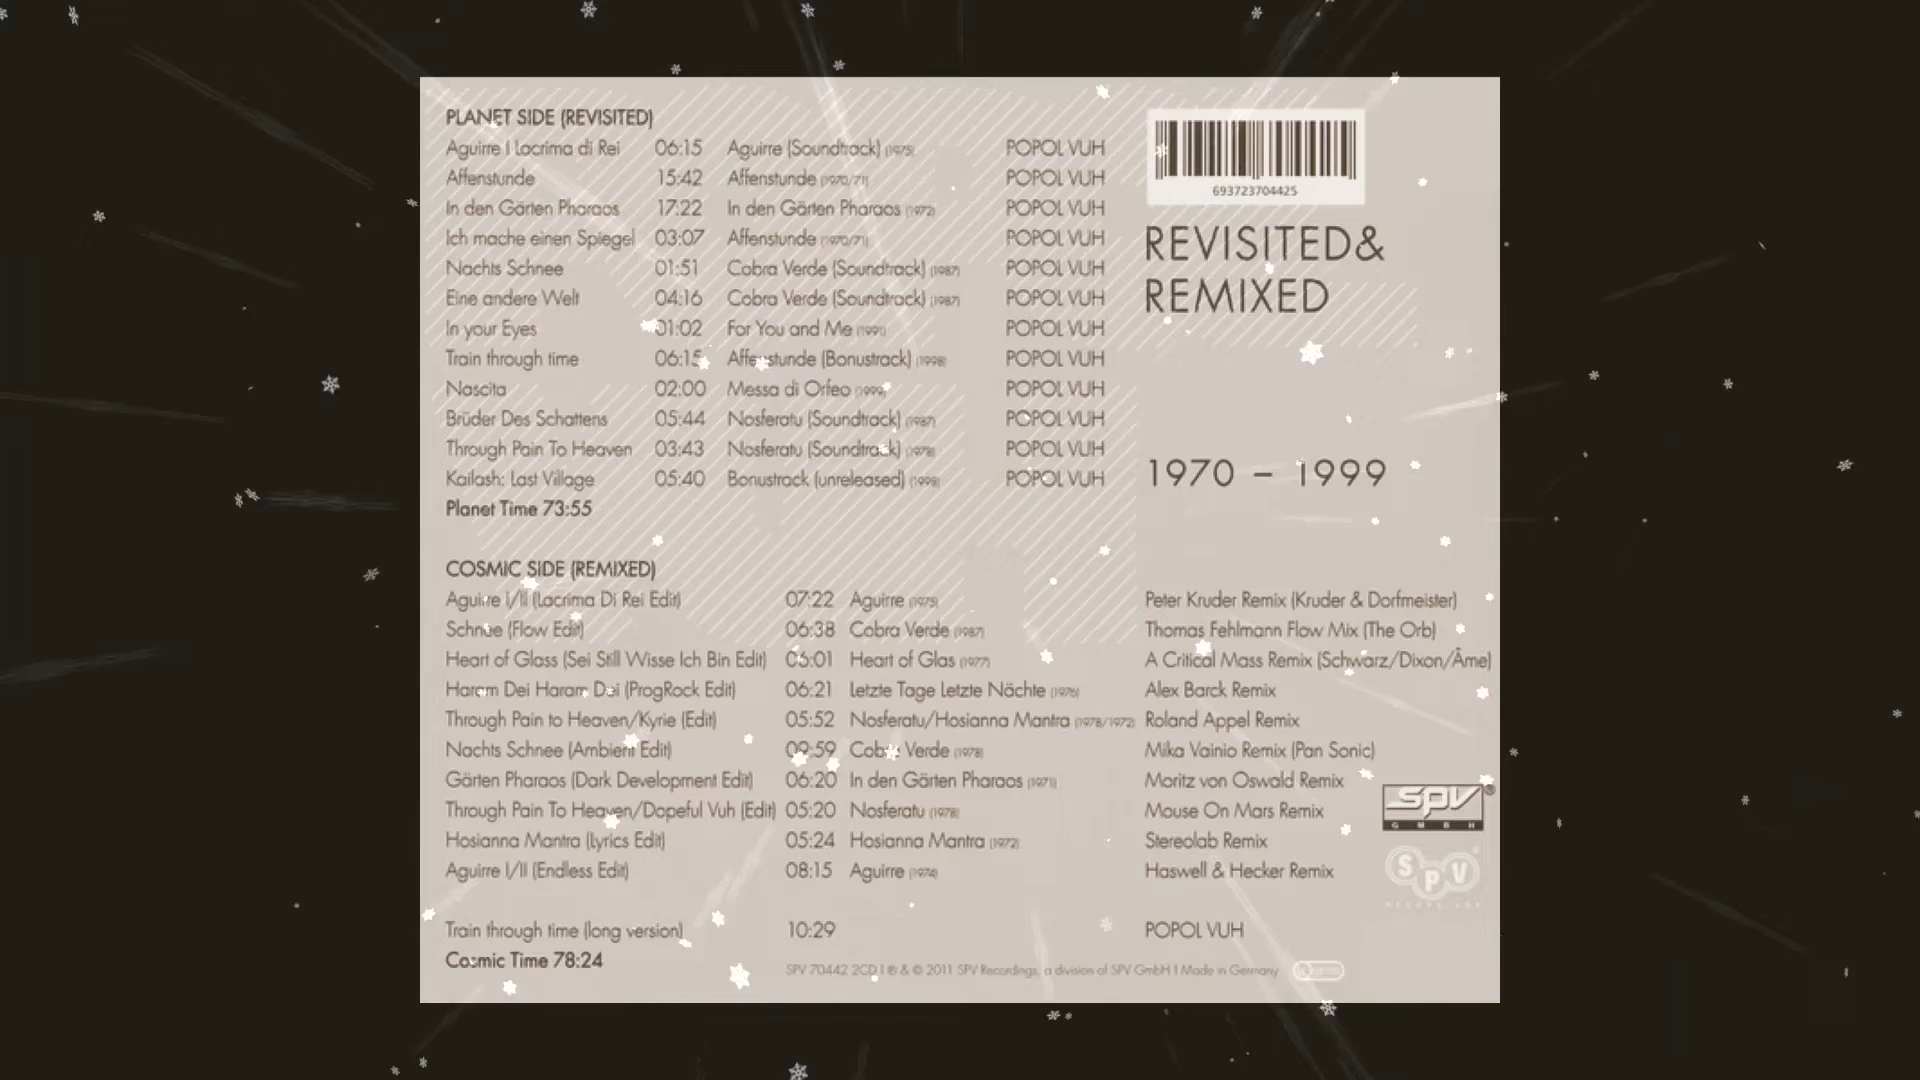 PLANET SIDE (REVISITED)
Aguirre I Lacrima di Rei 06:15 Aguirre (Soundtrack) (1975) POPOL VUH
Affenstunde 15:42 Affenstunde (1970/71) POPOL VUH
In den Gärten Pharaos 17:22 In den Gärten Pharaos (1972) POPOL VUH
Ich mache einen Spiegel 03:07 Affenstunde (1970/71) POPOL VUH
Nachts Schnee 01:51 Cobra Verde (Soundtrack) (1987) POPOL VUH
Eine andere Welt 04:16 Cobra Verde (Soundtrack) (1987) POPOL VUH
In your Eyes 01:02 For You and Me (1991) POPOL VUH
Train through time 06:15 Affenstunde (Bonustrack) (1998) POPOL VUH
Nascita 02:00 Messa di Orfeo (1999) POPOL VUH
Brüder Des Schattens 05:44 Nosferatu (Soundtrack) (1987) POPOL VUH
Through Pain To Heaven 03:43 Nosferatu (Soundtrack) (1978) POPOL VUH
Kailash: Last Village 05:40 Bonustrack (unreleased) (1998) POPOL VUH
Planet Time 73:55
693723704425
REVISITED&
REMIXED
1970 – 1999
COSMIC SIDE (REMIXED)
Aguirre I/II (Lacrima Di Rei Edit) 07:22 Aguirre (1975) Peter Kruder Remix (Kruder & Dorfmeister)
Schnee (Flow Edit) 06:38 Cobra Verde (1987) Thomas Fehlmann Flow Mix (The Orb)
Heart of Glass (Sei Still Wisse Ich Bin Edit) 06:01 Heart of Glas (1977) A Critical Mass Remix (Schwarz/Dixon/Âme)
Haram Dei Haram Dei (ProgRock Edit) 06:21 Letzte Tage Letzte Nächte (1976) Alex Barck Remix
Through Pain to Heaven/Kyrie (Edit) 05:52 Nosferatu/Hosianna Mantra (1978/1972) Roland Appel Remix
Nachts Schnee (Ambient Edit) 09:59 Cobra Verde (1978) Mika Vainio Remix (Pan Sonic)
Gärten Pharaos (Dark Development Edit) 06:20 In den Gärten Pharaos (1971) Moritz von Oswald Remix
Through Pain To Heaven/Dopeful Vuh (Edit) 05:20 Nosferatu (1978) Mouse On Mars Remix
Hosianna Mantra (Lyrics Edit) 05:24 Hosianna Mantra (1972) Stereolab Remix
Aguirre I/II (Endless Edit) 08:15 Aguirre (1974) Haswell & Hecker Remix
spv ®
GMBH
SPV
RECORDINGS
Train through time (long version) 10:29 POPOL VUH
Cosmic Time 78:24
SPV 70442 2CD I ℗ & © 2011 SPV Recordings, a division of SPV GmbH I Made in Germany